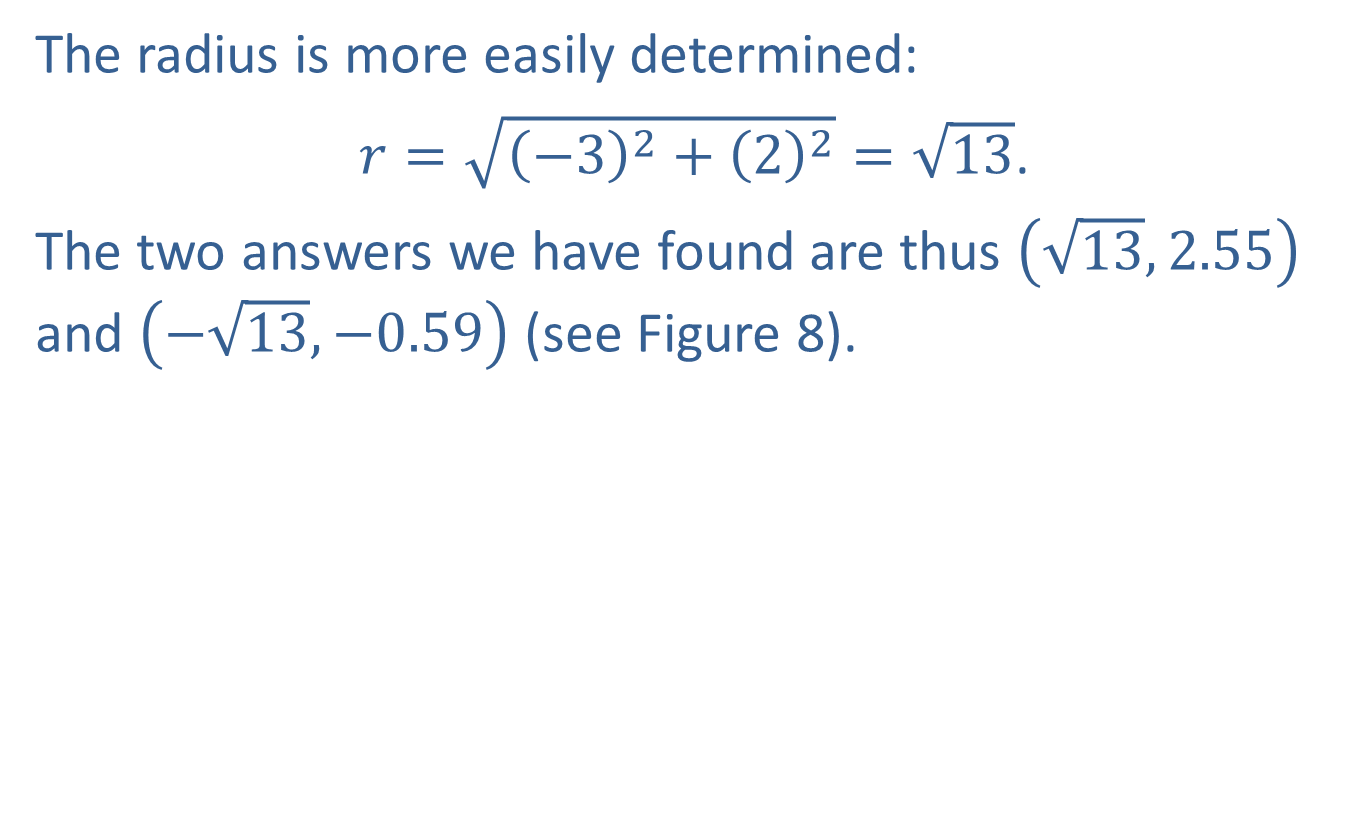 The radius is more easily determined:
r = √((−3)² + (2)²) = √13.
The two answers we have found are thus (√13, 2.55)
and (−√13, −0.59) (see Figure 8).